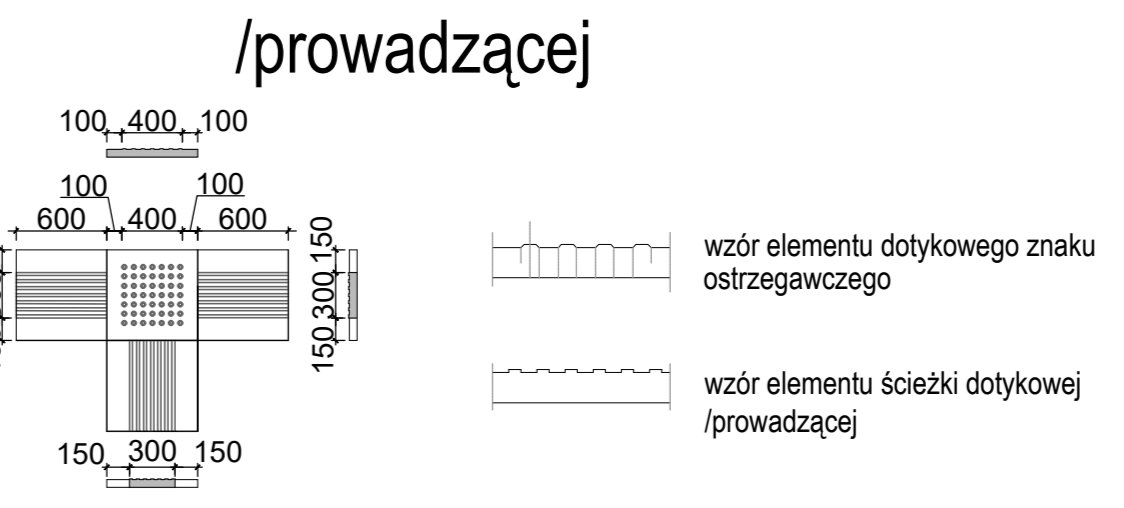 /prowadzącej
100 400 100
100 100
600 400 600
150
300
150
150 300 150
wzór elementu dotykowego znaku
ostrzegawczego
wzór elementu ścieżki dotykowej
/prowadzącej